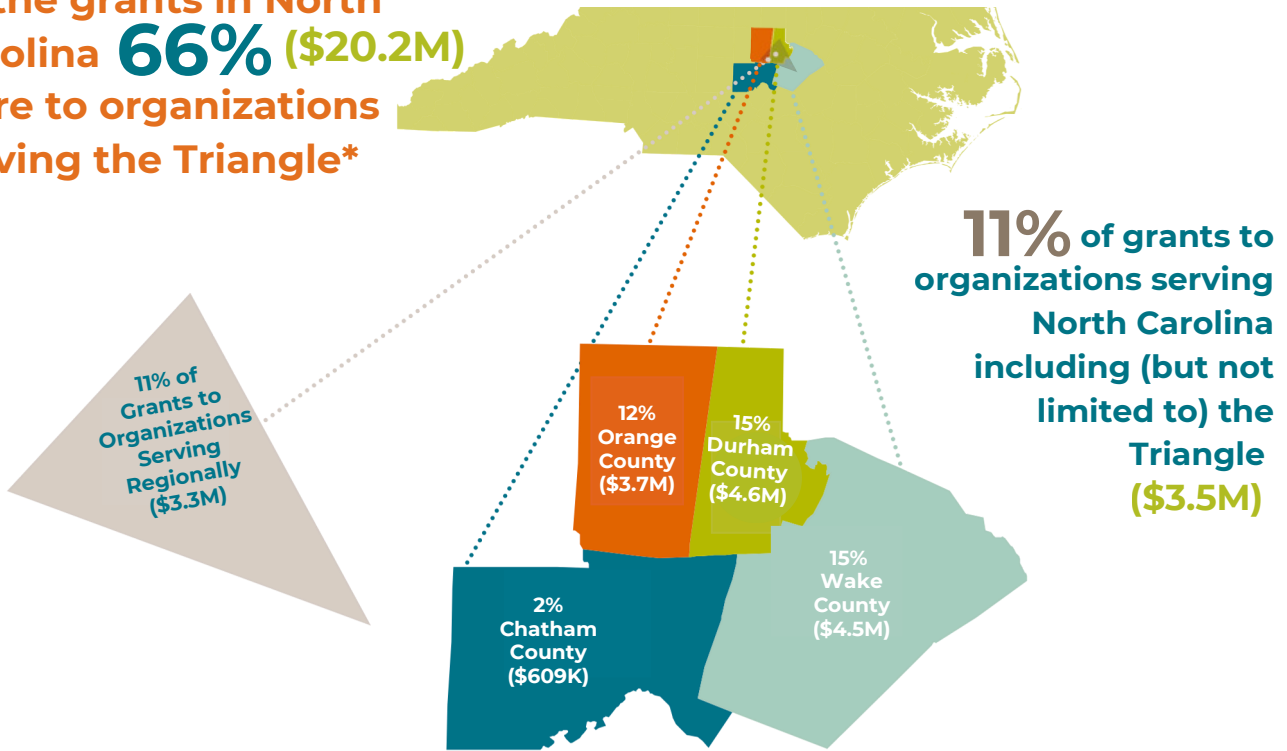 the grants in North
olina 66% ($20.2M)
re to organizations
ving the Triangle*
11% of grants to
organizations serving
North Carolina
including (but not
limited to) the
Triangle
($3.5M)
11% of
Grants to
Organizations
Serving
Regionally
($3.3M)
12%
Orange
County
($3.7M)
15%
Durham
County
($4.6M)
15%
Wake
County
($4.5M)
2%
Chatham
County
($609K)